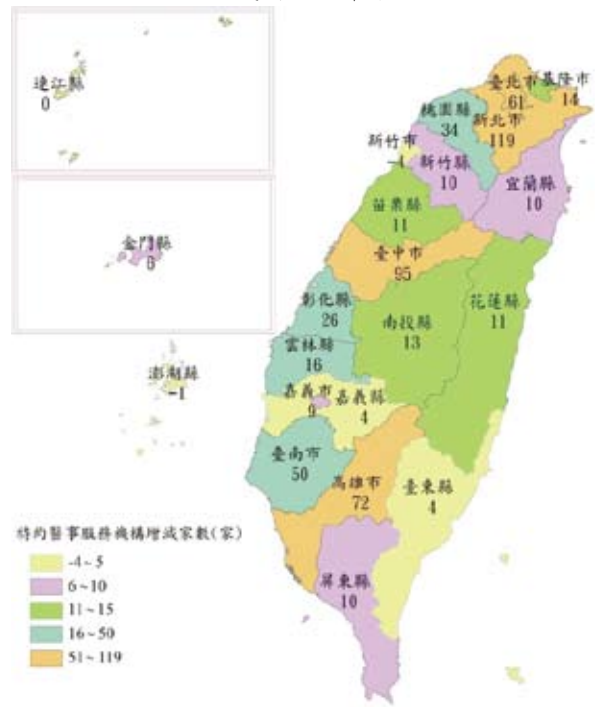 連江縣
0
金門縣
6
澎湖縣
-1
臺北市
61
基隆市
14
新北市
119
桃園縣
34
新竹市
新竹縣
10
宜蘭縣
10
苗栗縣
11
臺中市
95
彰化縣
26
南投縣
13
花蓮縣
11
雲林縣
16
嘉義市
9
嘉義縣
4
臺南市
50
高雄市
72
臺東縣
4
屏東縣
10
特約醫事服務機構增減家數(家)
-4~5
6~10
11~15
16~50
51~119